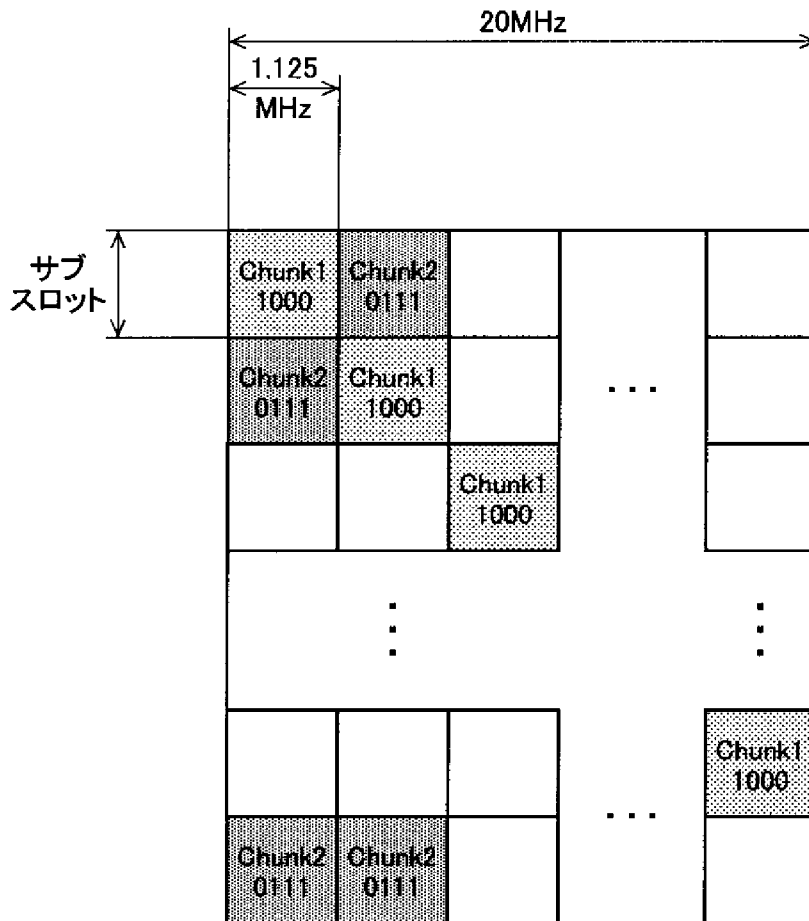 20MHz
1.125
MHz
サブ
スロット
Chunk1
1000
Chunk2
0111
Chunk2
0111
Chunk1
1000
...
Chunk1
1000
Chunk1
1000
...
Chunk2
0111
Chunk2
0111